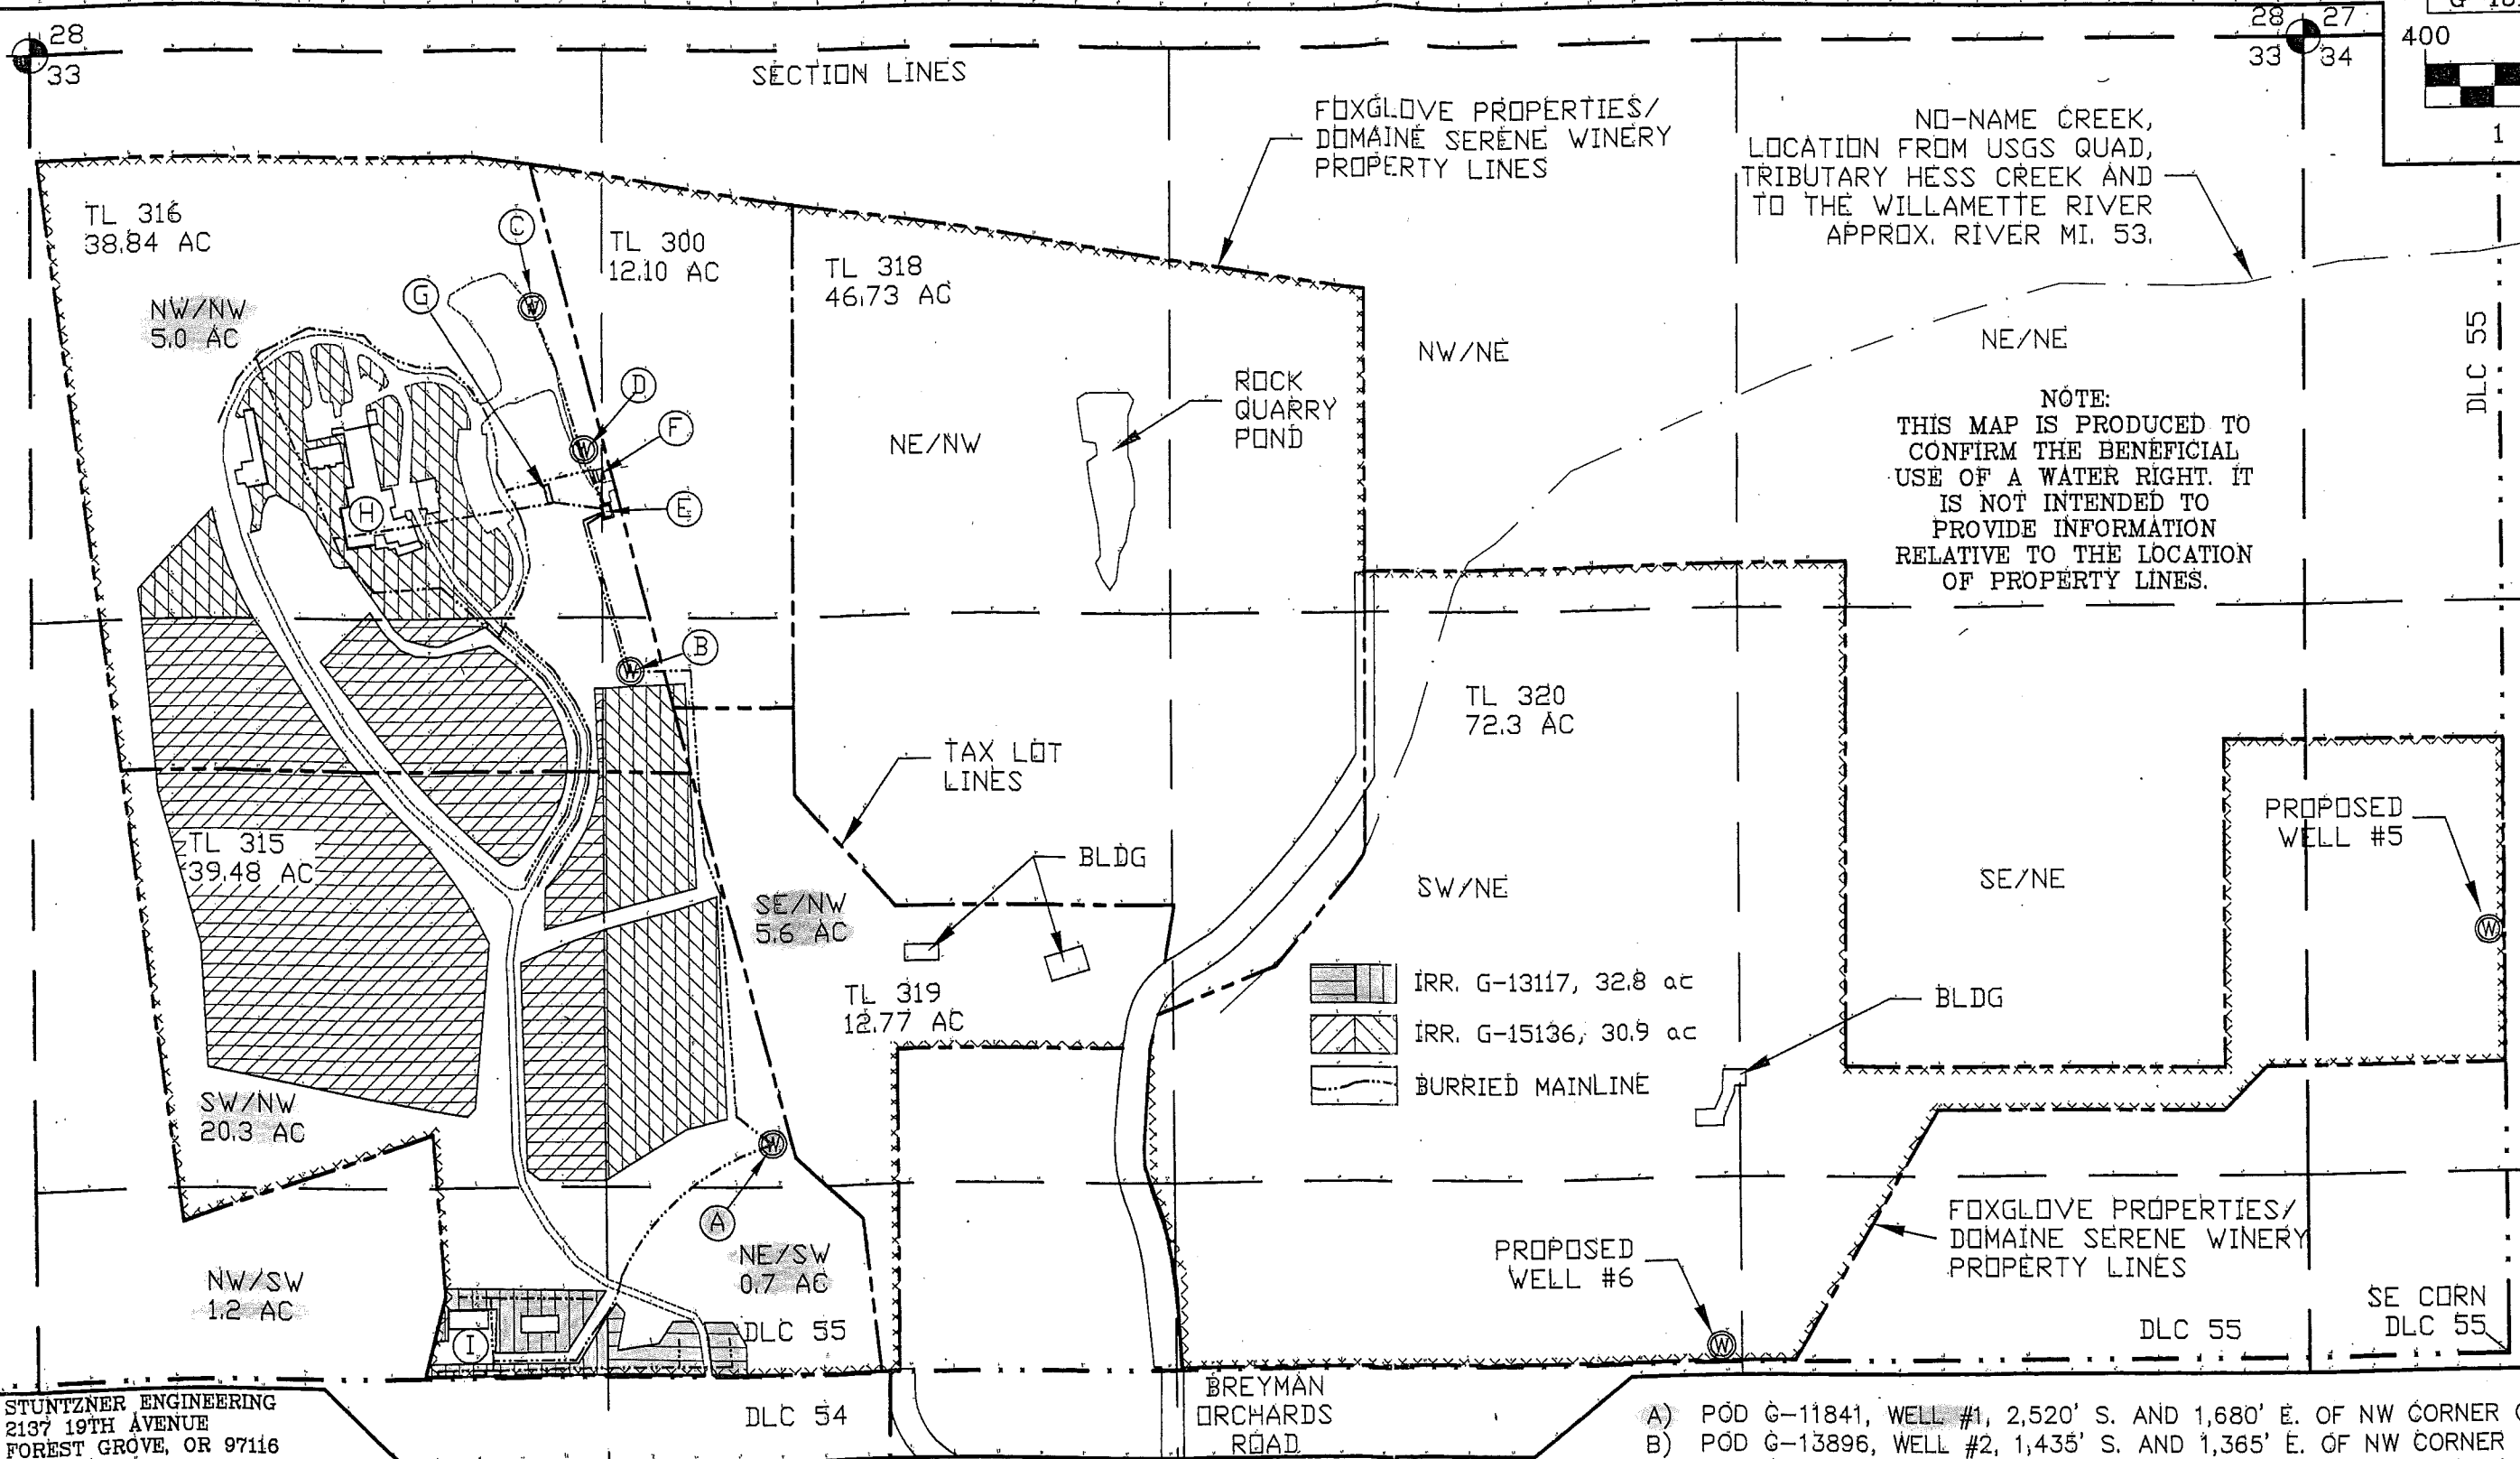 28
33
28 27
33 34
400
1
SECTION LINES
FOXGLOVE PROPERTIES/
DOMAINE SERENE WINERY
PROPERTY LINES
NO-NAME CREEK,
LOCATION FROM USGS QUAD,
TRIBUTARY HESS CREEK AND
TO THE WILLAMETTE RIVER
APPROX. RIVER MI. 53.
TL 316
38.84 AC
C
TL 300
12.10 AC
TL 318
46.73 AC
NW/NW
5.0 AC
G
W
NW/NE
NE/NE
DLC 55
D
ROCK
QUARRY
POND
NOTE:
THIS MAP IS PRODUCED TO
CONFIRM THE BENEFICIAL
USE OF A WATER RIGHT. IT
IS NOT INTENDED TO
PROVIDE INFORMATION
RELATIVE TO THE LOCATION
OF PROPERTY LINES.
F
W
NE/NW
E
H
B
W
TL 320
72.3 AC
TAX LOT
LINES
PROPOSED
WELL #5
W
TL 315
39.48 AC
BLDG
SW/NE
SE/NE
SE/NW
5.6 AC
TL 319
12.77 AC
IRR. G-13117, 32.8 ac
IRR. G-15136, 30.9 ac
BURRIED MAINLINE
BLDG
SW/NW
20.3 AC
W
A
FOXGLOVE PROPERTIES/
DOMAINE SERENE WINERY
PROPERTY LINES
NW/SW
1.2 AC
NE/SW
0.7 AC
PROPOSED
WELL #6
W
SE CORN
DLC 55
I
DLC 55
DLC 55
STUNTZNER ENGINEERING
2137 19TH AVENUE
FOREST GROVE, OR 97116
DLC 54
BREYMAN
ORCHARDS
ROAD
A) POD G-11841, WELL #1, 2,520' S. AND 1,680' E. OF NW CORNER
B) POD G-13896, WELL #2, 1,435' S. AND 1,365' E. OF NW CORNER